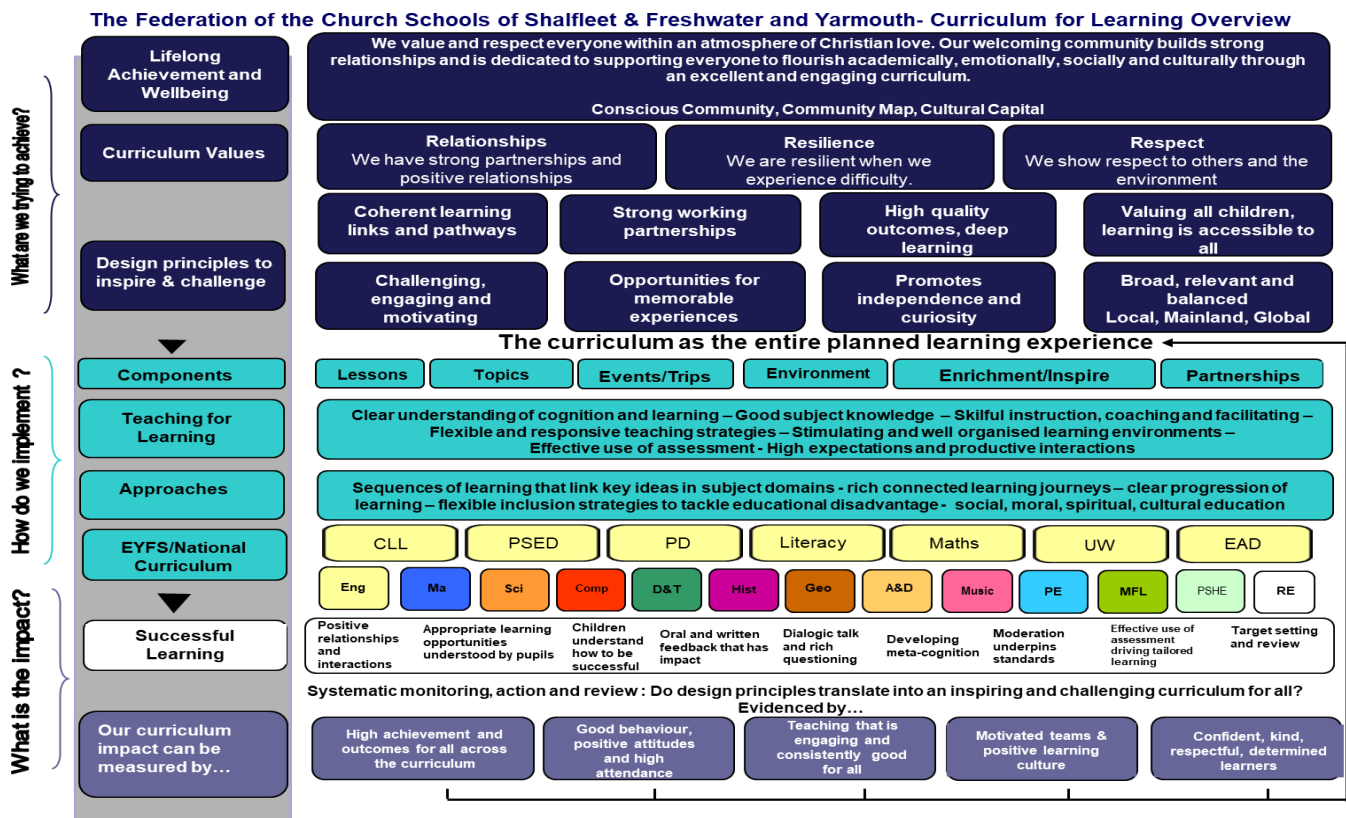 The Federation of the Church Schools of Shalfleet & Freshwater and Yarmouth- Curriculum for Learning Overview
What are we trying to achieve?
Lifelong
Achievement and
Wellbeing
We value and respect everyone within an atmosphere of Christian love. Our welcoming community builds strong
relationships and is dedicated to supporting everyone to flourish academically, emotionally, socially and culturally through
an excellent and engaging curriculum.
Conscious Community, Community Map, Cultural Capital
Curriculum Values
Relationships
We have strong partnerships and
positive relationships
Resilience
We are resilient when we
experience difficulty.
Respect
We show respect to others and the
environment
Design principles to
inspire & challenge
Coherent learning
links and pathways
Strong working
partnerships
High quality
outcomes, deep
learning
Valuing all children,
learning is accessible to
all
Challenging,
engaging and
motivating
Opportunities for
memorable
experiences
Promotes
independence and
curiosity
Broad, relevant and
balanced
Local, Mainland, Global
The curriculum as the entire planned learning experience
How do we implement ?
Components
Lessons
Topics
Events/Trips
Environment
Enrichment/Inspire
Partnerships
Teaching for
Learning
Clear understanding of cognition and learning – Good subject knowledge – Skilful instruction, coaching and facilitating –
Flexible and responsive teaching strategies – Stimulating and well organised learning environments –
Effective use of assessment - High expectations and productive interactions
Approaches
Sequences of learning that link key ideas in subject domains - rich connected learning journeys – clear progression of
learning – flexible inclusion strategies to tackle educational disadvantage - social, moral, spiritual, cultural education
EYFS/National
Curriculum
CLL
PSED
PD
Literacy
Maths
UW
EAD
Eng
Ma
Sci
Comp
D&T
Hist
Geo
A&D
Music
PE
MFL
PSHE
RE
What is the impact?
Successful
Learning
Positive
relationships
and
interactions
Appropriate learning
opportunities
understood by pupils
Children
understand
how to be
successful
Oral and written
feedback that has
impact
Dialogic talk
and rich
questioning
Developing
meta-cognition
Moderation
underpins
standards
Effective use of
assessment
driving tailored
learning
Target setting
and review
Systematic monitoring, action and review : Do design principles translate into an inspiring and challenging curriculum for all?
Evidenced by…
Our curriculum
impact can be
measured by…
High achievement and
outcomes for all across
the curriculum
Good behaviour,
positive attitudes
and high
attendance
Teaching that is
engaging and
consistently good
for all
Motivated teams &
positive learning
culture
Confident, kind,
respectful, determined
learners